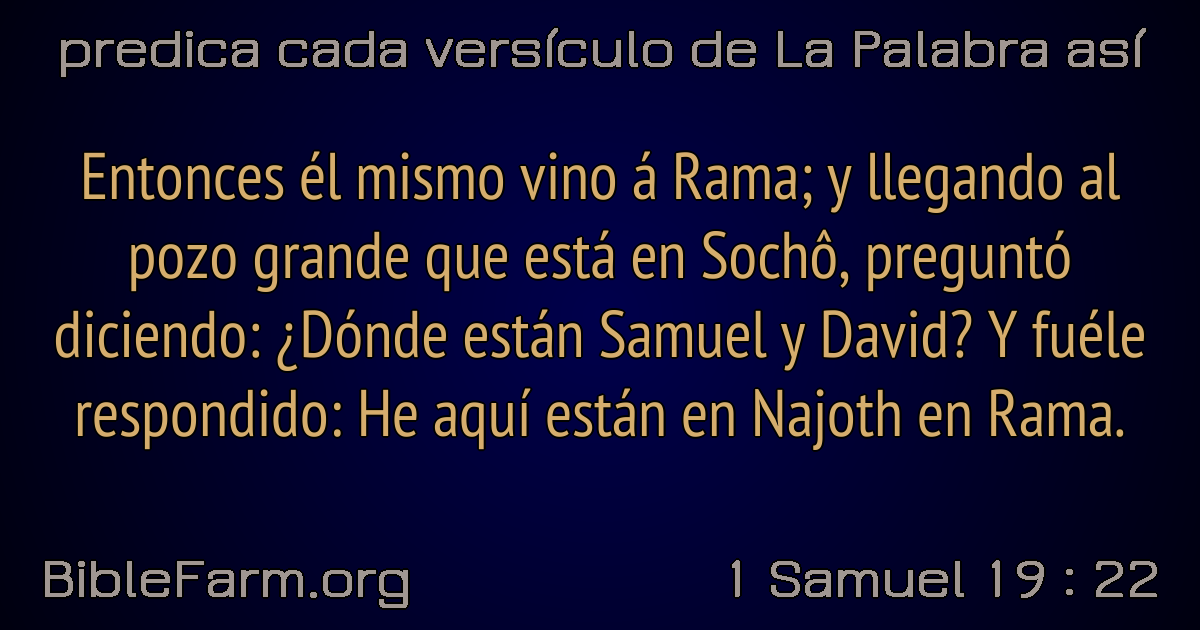 predica cada versículo de La Palabra así
Entonces él mismo vino á Rama; y llegando al
pozo grande que está en Sochô, preguntó
diciendo: ¿Dónde están Samuel y David? Y fuéle
respondido: He aquí están en Najoth en Rama.
BibleFarm.org
1 Samuel 19 : 22